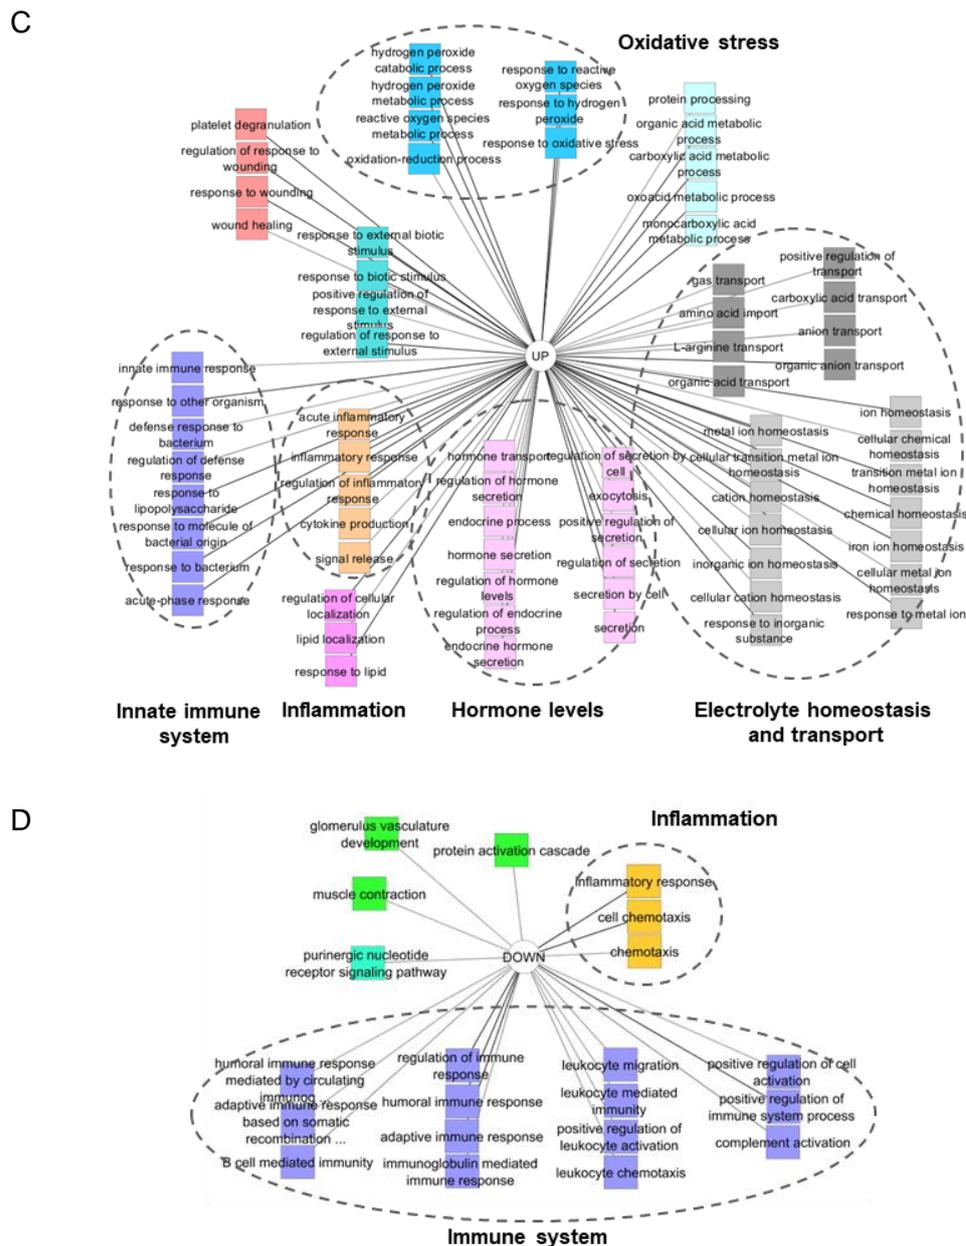 C
Oxidative stress
hydrogen peroxide
catabolic process
hydrogen peroxide
metabolic process
reactive oxygen species
metabolic process
oxidation-reduction process
response to reactive
oxygen species
response to hydrogen
peroxide
response to oxidative stress
protein processing
organic acid metabolic
process
carboxylic acid metabolic
process
oxoacid metabolic process
monocarboxylic acid
metabolic process
platelet degranulation
regulation of response to
wounding
response to wounding
wound healing
response to external biotic
stimulus
response to biotic stimulus
positive regulation of
response to external
stimulus
regulation of response to
external stimulus
UP
gas transport
amino acid import
L-arginine transport
organic acid transport
positive regulation of
transport
carboxylic acid transport
anion transport
organic anion transport
innate immune response
response to other organism
defense response to
bacterium
regulation of defense
response
response to
lipopolysaccharide
response to molecule of
bacterial origin
response to bacterium
acute-phase response
acute inflammatory
response
inflammatory response
regulation of inflammatory
response
cytokine production
signal release
regulation of cellular
localization
lipid localization
response to lipid
hormone transport
regulation of hormone
secretion
endocrine process
hormone secretion
regulation of hormone
levels
regulation of endocrine
process
endocrine hormone
secretion
regulation of secretion by
cell
exocytosis
positive regulation of
secretion
regulation of secretion
secretion by cell
secretion
metal ion homeostasis
cellular transition metal ion
homeostasis
cation homeostasis
cellular ion homeostasis
inorganic ion homeostasis
cellular cation homeostasis
response to inorganic
substance
ion homeostasis
cellular chemical
homeostasis
transition metal ion
homeostasis
chemical homeostasis
iron ion homeostasis
cellular metal ion
homeostasis
response to metal ion
Innate immune
system
Inflammation
Hormone levels
Electrolyte homeostasis
and transport
D
Inflammation
glomerulus vasculature
development
protein activation cascade
muscle contraction
purinergic nucleotide
receptor signaling pathway
inflammatory response
cell chemotaxis
chemotaxis
DOWN
humoral immune response
mediated by circulating
immunog...
adaptive immune response
based on somatic
recombination ...
B cell mediated immunity
regulation of immune
response
humoral immune response
adaptive immune response
immunoglobulin mediated
immune response
leukocyte migration
leukocyte mediated
immunity
positive regulation of
leukocyte activation
leukocyte chemotaxis
positive regulation of cell
activation
positive regulation of
immune system process
complement activation
Immune system